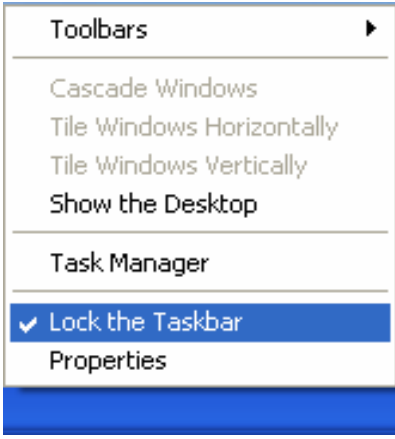 Toolbars
Cascade Windows
Tile Windows Horizontally
Tile Windows Vertically
Show the Desktop
Task Manager
Lock the Taskbar
Properties